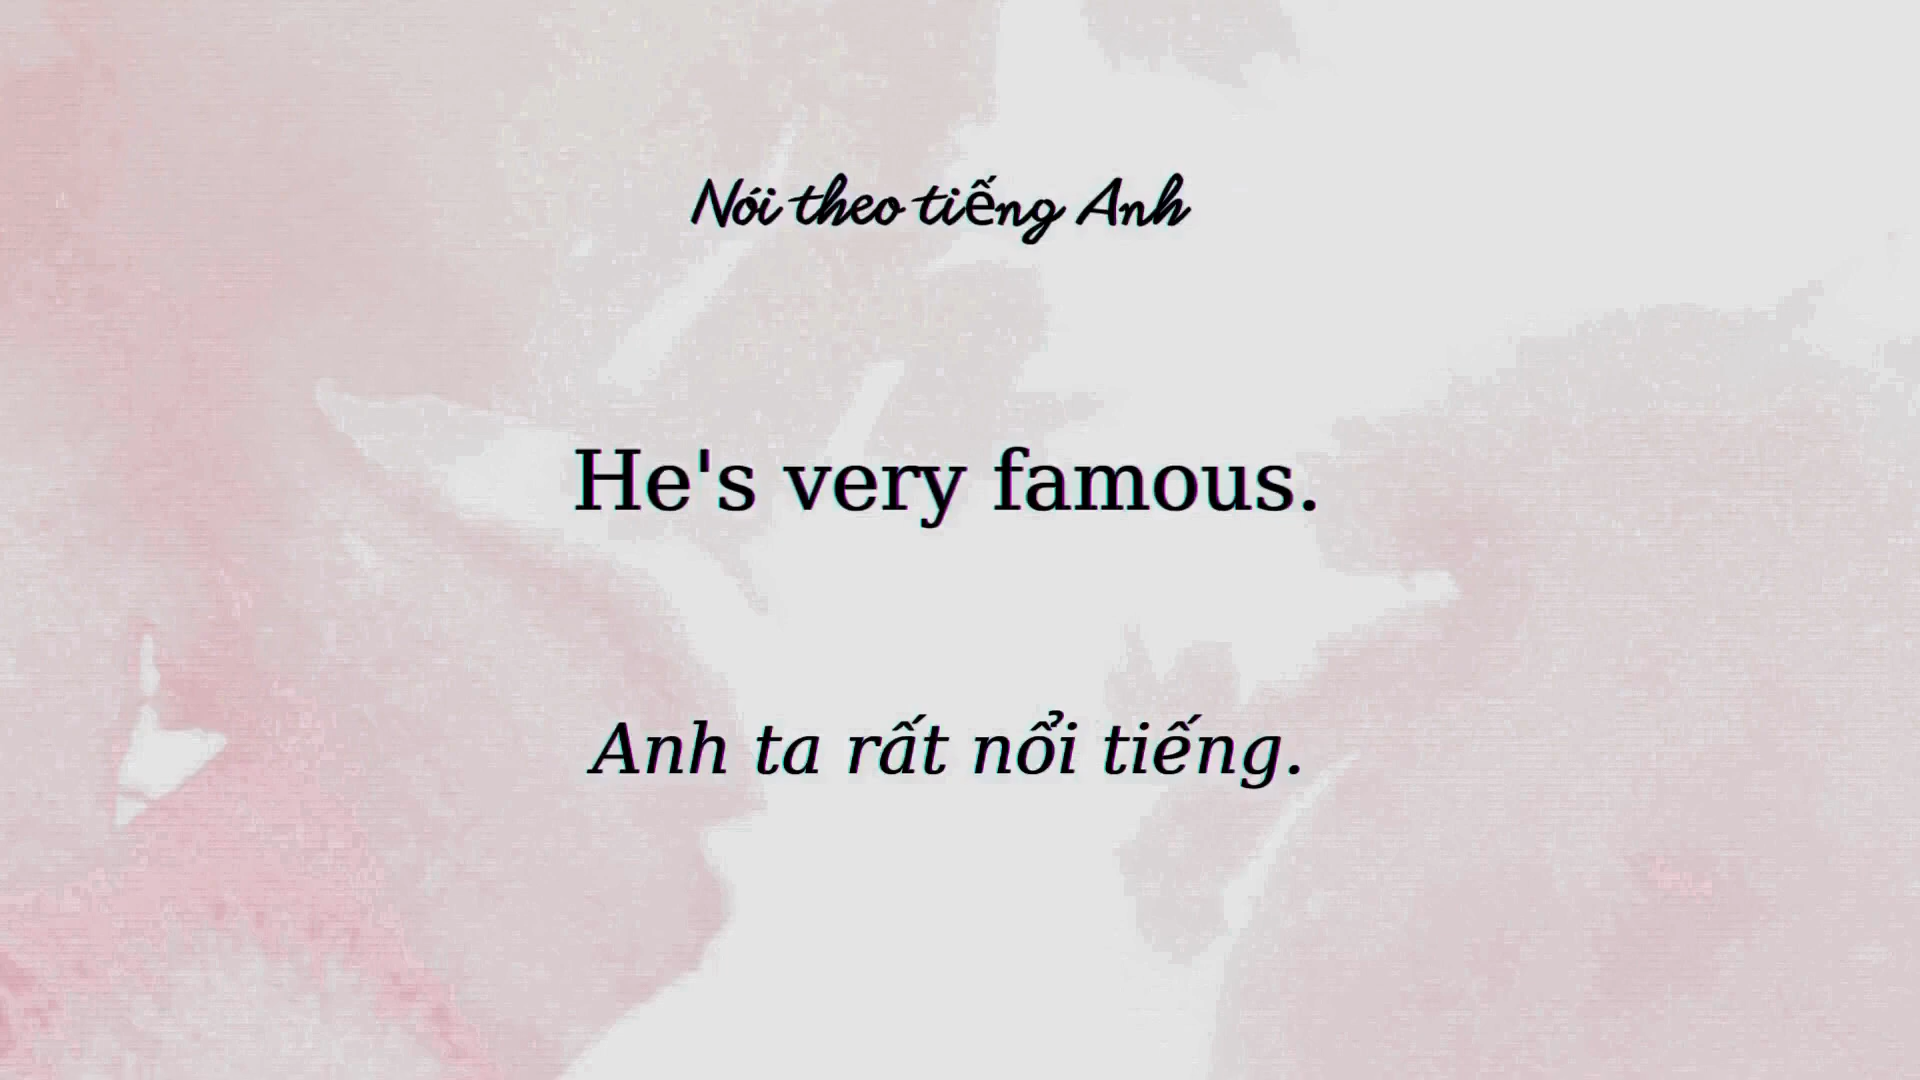 Nói theo tiếng Anh
He's very famous.
Anh ta rất nổi tiếng.